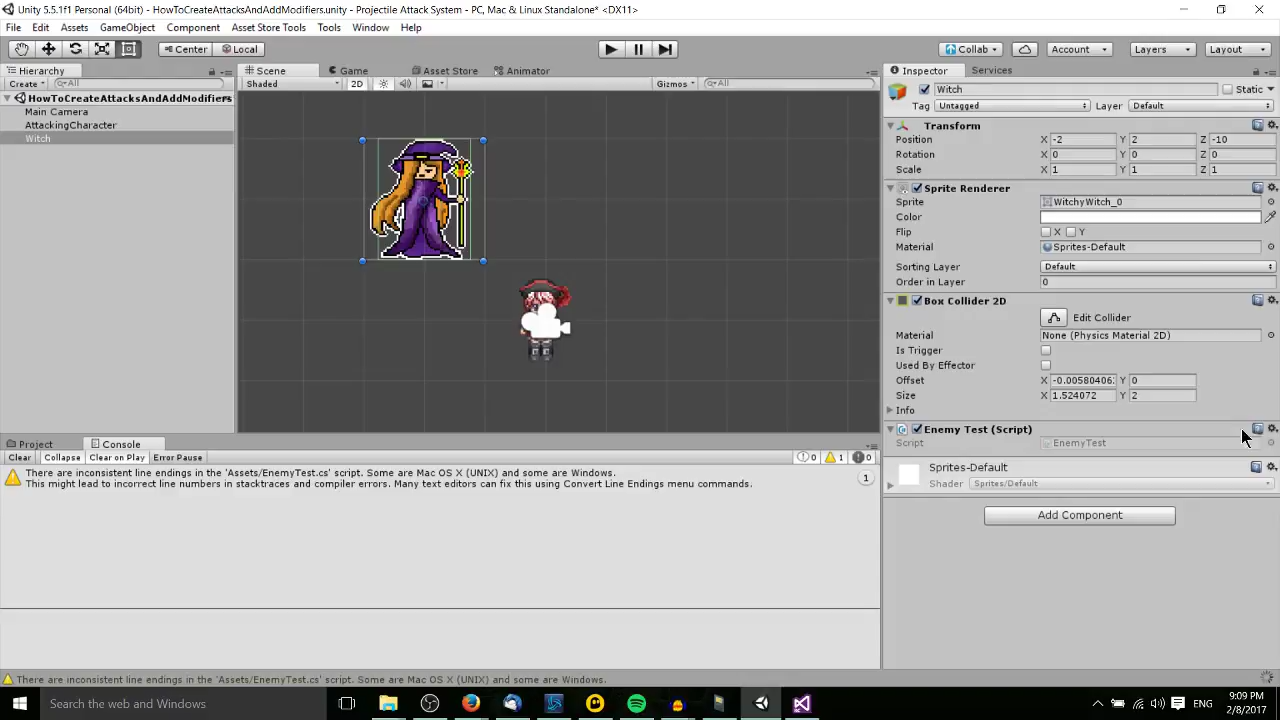 Unity 5.5.1f1 Personal (64bit) - HowToCreateAttacksAndAddModifiers.unity - Projectile Attack System - PC, Mac & Linux Standalone* <DX11>
File Edit Assets GameObject Component Asset Store Tools Tools Window Help
Center Local Collab Account Layers Layout
Hierarchy Scene Game Asset Store Animator Inspector Services
Create All Shaded 2D Gizmos All Witch Static
HowToCreateAttacksAndAddModifiers
Main Camera
AttackingCharacter
Witch
Tag Untagged Layer Default
Transform
Position X -2 Y 2 Z -10
Rotation X 0 Y 0 Z 0
Scale X 1 Y 1 Z 1
Sprite Renderer
Sprite WitchyWitch_0
Color
Flip X Y
Material Sprites-Default
Sorting Layer Default
Order in Layer 0
Box Collider 2D
Edit Collider
Material None (Physics Material 2D)
Is Trigger
Used By Effector
Offset X -0.0058040 Y 0
Size X 1.524072 Y 2
Info
Enemy Test (Script)
Script EnemyTest
Sprites-Default
Shader Sprites/Default
Add Component
Project Console
Clear Collapse Clear on Play Error Pause 0 1 0
There are inconsistent line endings in the 'Assets/EnemyTest.cs' script. Some are Mac OS X (UNIX) and some are Windows.
This might lead to incorrect line numbers in stacktraces and compiler errors. Many text editors can fix this using Convert Line Endings menu commands.
1
There are inconsistent line endings in the 'Assets/EnemyTest.cs' script. Some are Mac OS X (UNIX) and some are Windows.
Search the web and Windows
ENG
9:09 PM
2/8/2017